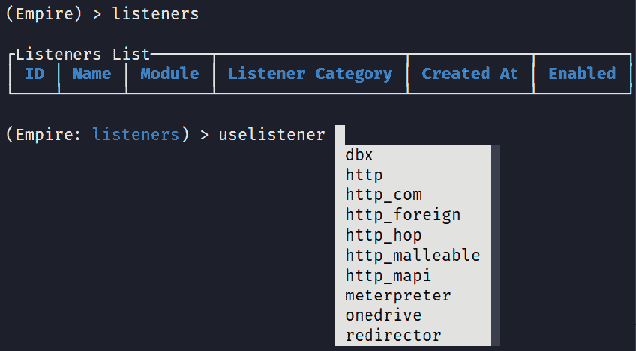 (Empire) > listeners
Listeners List
ID Name Module Listener Category Created At Enabled
(Empire: listeners) > uselistener
dbx
http
http_com
http_foreign
http_hop
http_malleable
http_mapi
meterpreter
onedrive
redirector